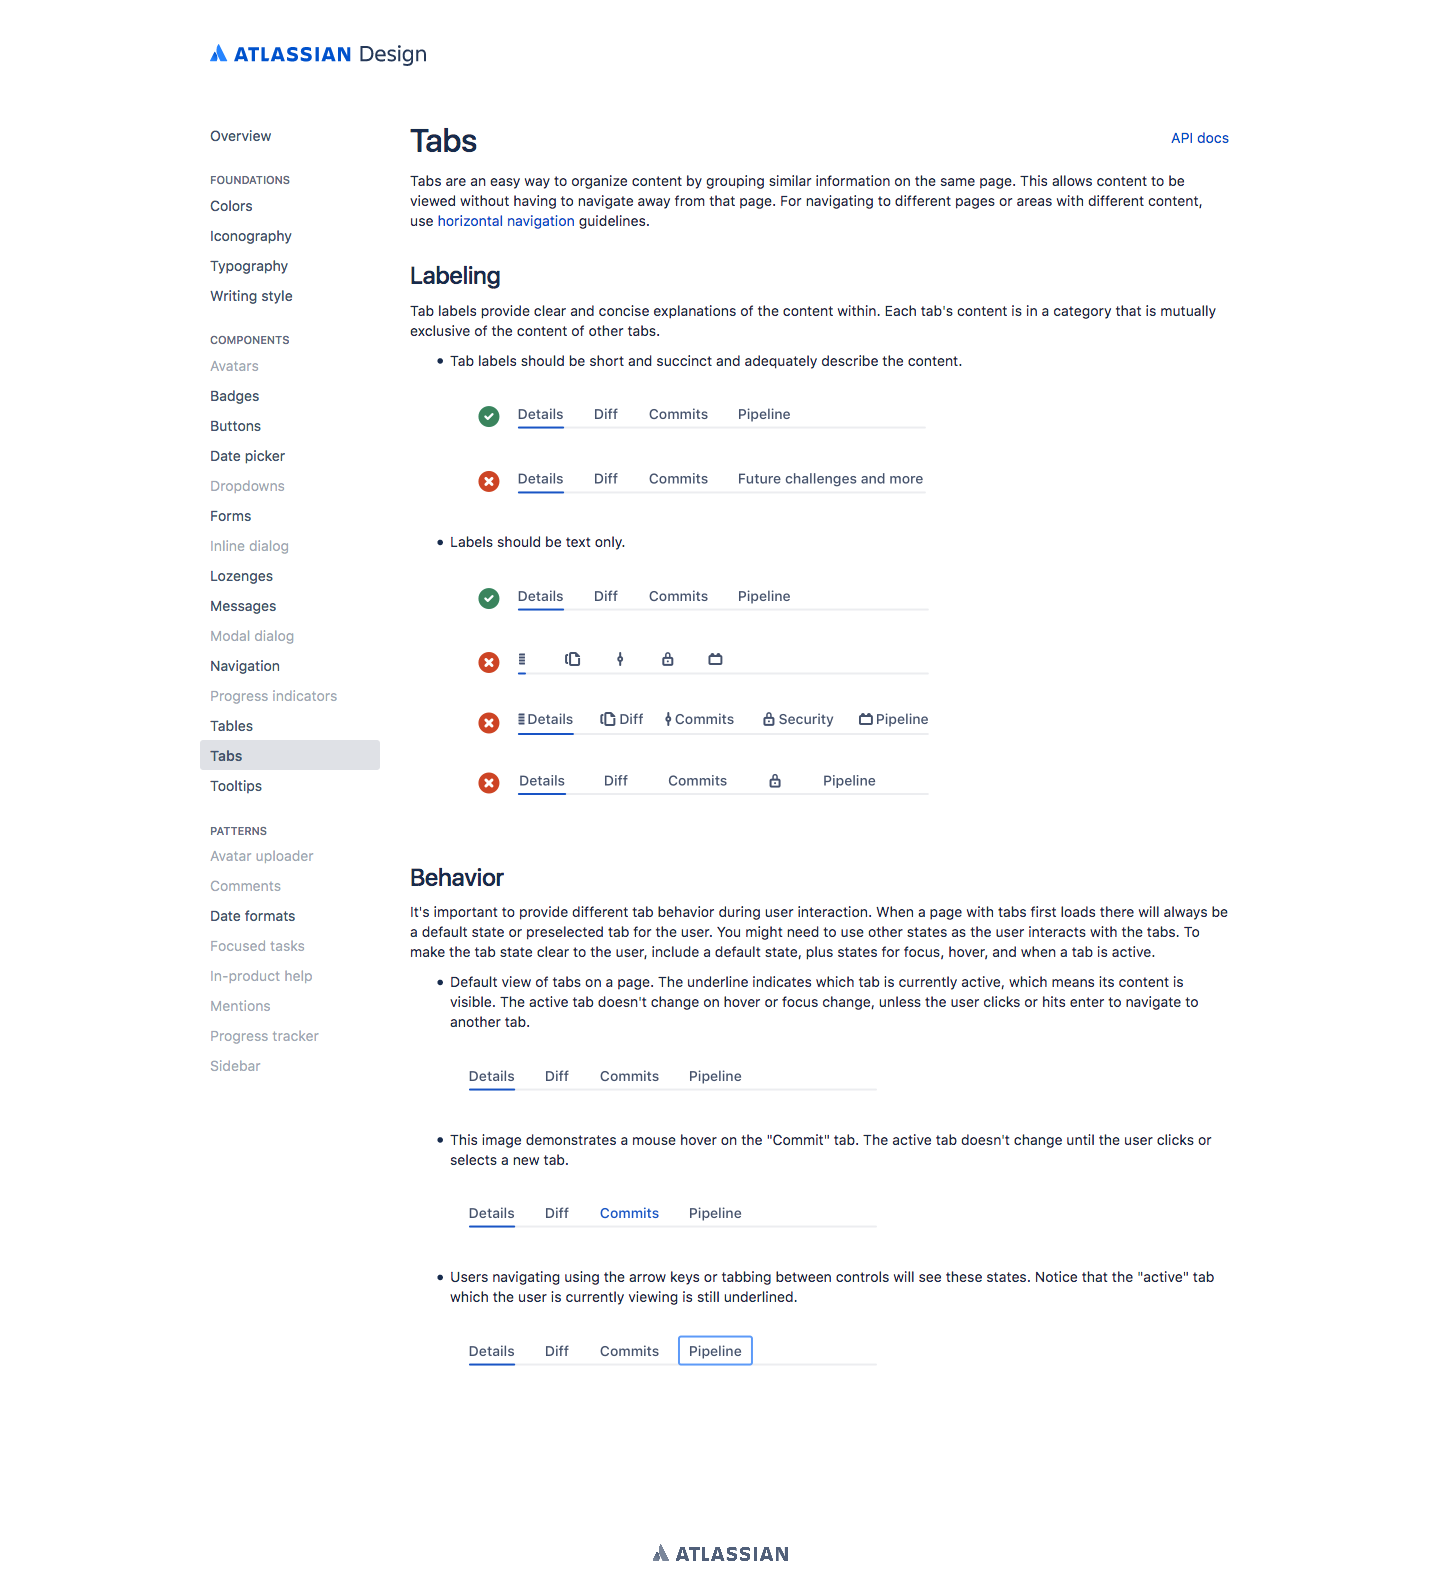 ATLASSIAN Design
Overview
FOUNDATIONS
Colors
Iconography
Typography
Writing style
COMPONENTS
Avatars
Badges
Buttons
Date picker
Dropdowns
Forms
Inline dialog
Lozenges
Messages
Modal dialog
Navigation
Progress indicators
Tables
Tabs
Tooltips
PATTERNS
Avatar uploader
Comments
Date formats
Focused tasks
In-product help
Mentions
Progress tracker
Sidebar
Tabs
API docs
Tabs are an easy way to organize content by grouping similar information on the same page. This allows content to be
viewed without having to navigate away from that page. For navigating to different pages or areas with different content,
use horizontal navigation guidelines.
Labeling
Tab labels provide clear and concise explanations of the content within. Each tab's content is in a category that is mutually
exclusive of the content of other tabs.
• Tab labels should be short and succinct and adequately describe the content.
Details Diff Commits Pipeline
Details Diff Commits Future challenges and more
• Labels should be text only.
Details Diff Commits Pipeline
Details Diff Commits Security Pipeline
Details Diff Commits Pipeline
Behavior
It's important to provide different tab behavior during user interaction. When a page with tabs first loads there will always be
a default state or preselected tab for the user. You might need to use other states as the user interacts with the tabs. To
make the tab state clear to the user, include a default state, plus states for focus, hover, and when a tab is active.
• Default view of tabs on a page. The underline indicates which tab is currently active, which means its content is
visible. The active tab doesn't change on hover or focus change, unless the user clicks or hits enter to navigate to
another tab.
Details Diff Commits Pipeline
• This image demonstrates a mouse hover on the "Commit" tab. The active tab doesn't change until the user clicks or
selects a new tab.
Details Diff Commits Pipeline
• Users navigating using the arrow keys or tabbing between controls will see these states. Notice that the "active" tab
which the user is currently viewing is still underlined.
Details Diff Commits Pipeline
ATLASSIAN